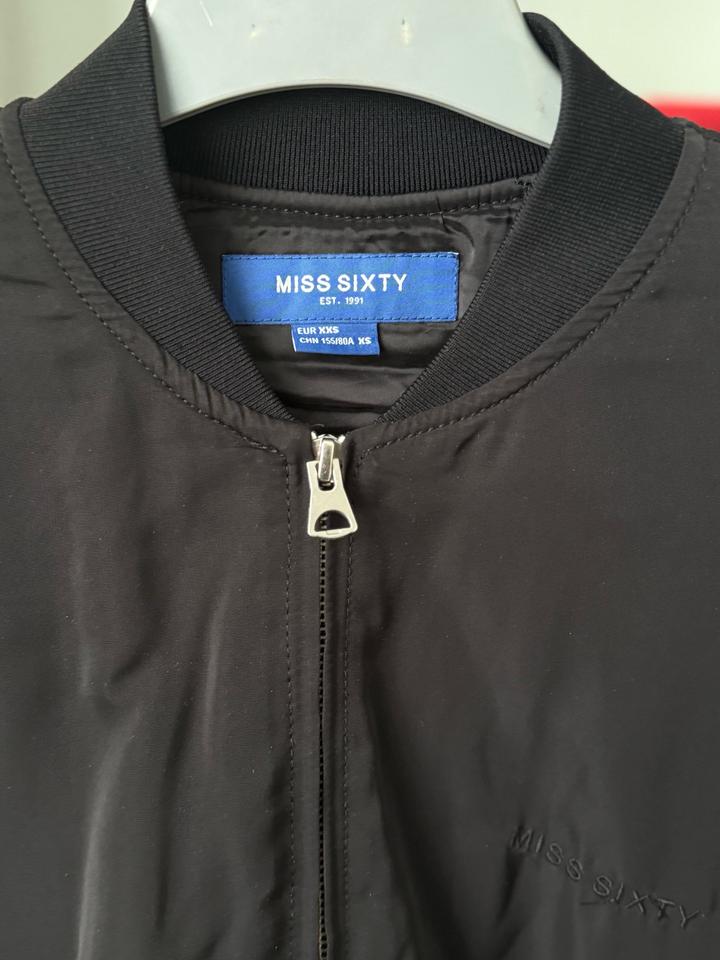 MISS SIXTY
EST. 1991
EUR XXS
CHN 155/80A XS
MISS SIXTY